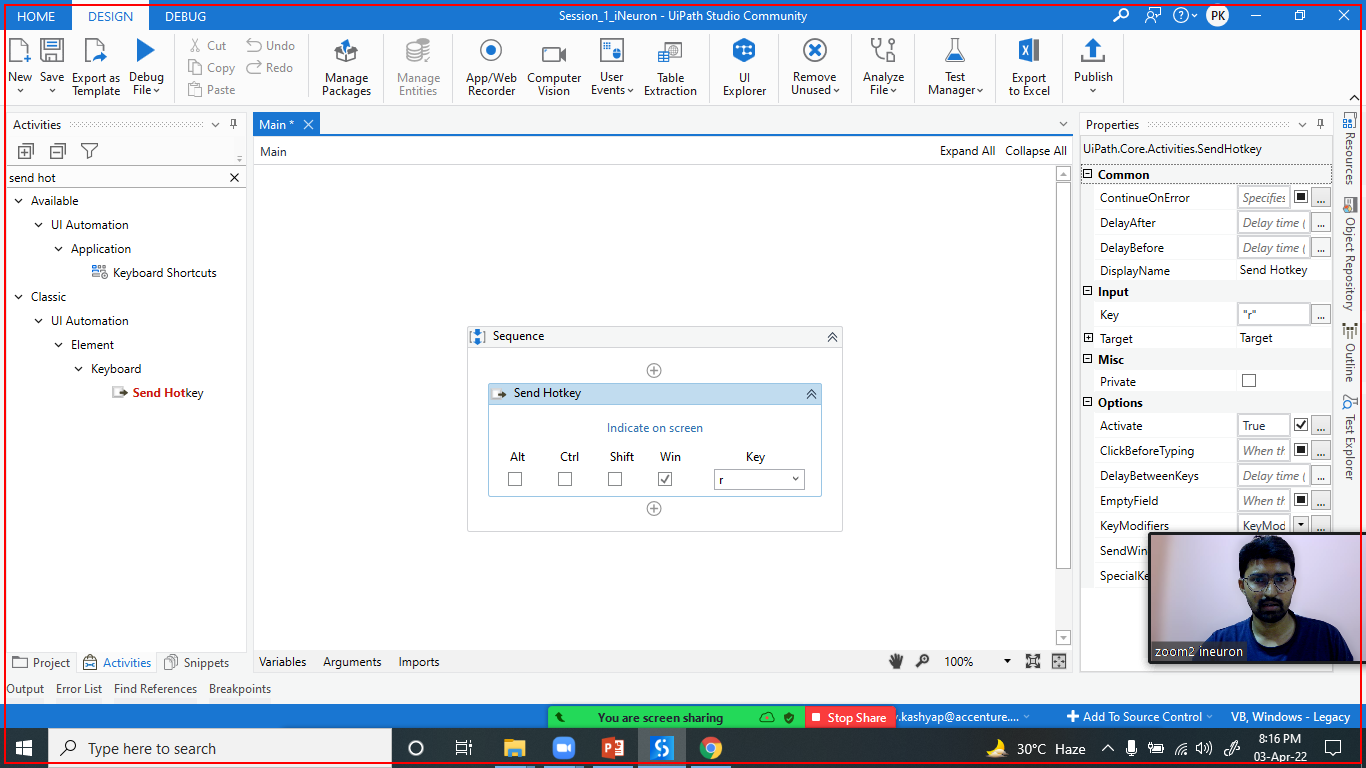 HOME DESIGN DEBUG Session_1_iNeuron - UiPath Studio Community PK
New Save Export as Template Debug File Cut Copy Paste Undo Redo Manage Packages Manage Entities App/Web Recorder Computer Vision User Events Table Extraction UI Explorer Remove Unused Analyze File Test Manager Export to Excel Publish
Activities
send hot
Available
UI Automation
Application
Keyboard Shortcuts
Classic
UI Automation
Element
Keyboard
Send Hotkey
Project Activities Snippets
Main *
Main Expand All Collapse All
Sequence
Send Hotkey
Indicate on screen
Alt Ctrl Shift Win Key
r
Variables Arguments Imports 100%
Properties
UiPath.Core.Activities.SendHotkey
Common
ContinueOnError Specifies ...
DelayAfter Delay time ( ...
DelayBefore Delay time ( ...
DisplayName Send Hotkey
Input
Key "r" ...
Target Target
Misc
Private
Options
Activate True ...
ClickBeforeTyping When th ...
DelayBetweenKeys Delay time ( ...
EmptyField When th ...
KeyModifiers KeyMod ...
SendWin
SpecialKe
zoom2 ineuron
Resources
Object Repository
Outline
Test Explorer
Output Error List Find References Breakpoints
You are screen sharing Stop Share .kashyap@accenture.... Add To Source Control VB, Windows - Legacy
Type here to search 30°C Haze 8:16 PM
03-Apr-22